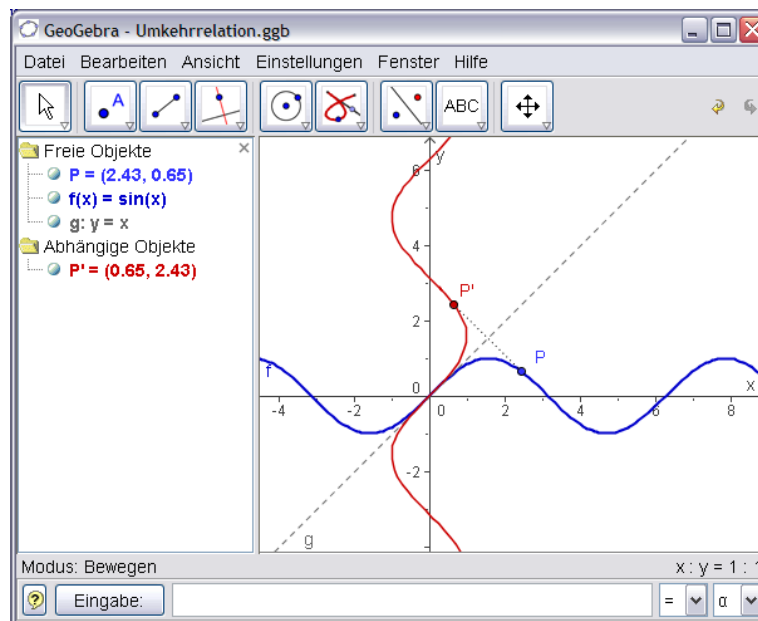 GeoGebra - Umkehrrelation.ggb
Datei Bearbeiten Ansicht Einstellungen Fenster Hilfe
A
ABC
Freie Objekte
P = (2.43, 0.65)
f(x) = sin(x)
g: y = x
Abhängige Objekte
P' = (0.65, 2.43)
y
6
4
P'
2
P
f
0
x
-4 -2 0 2 4 6 8
-2
g
Modus: Bewegen
x : y = 1 : 1
Eingabe:
= α